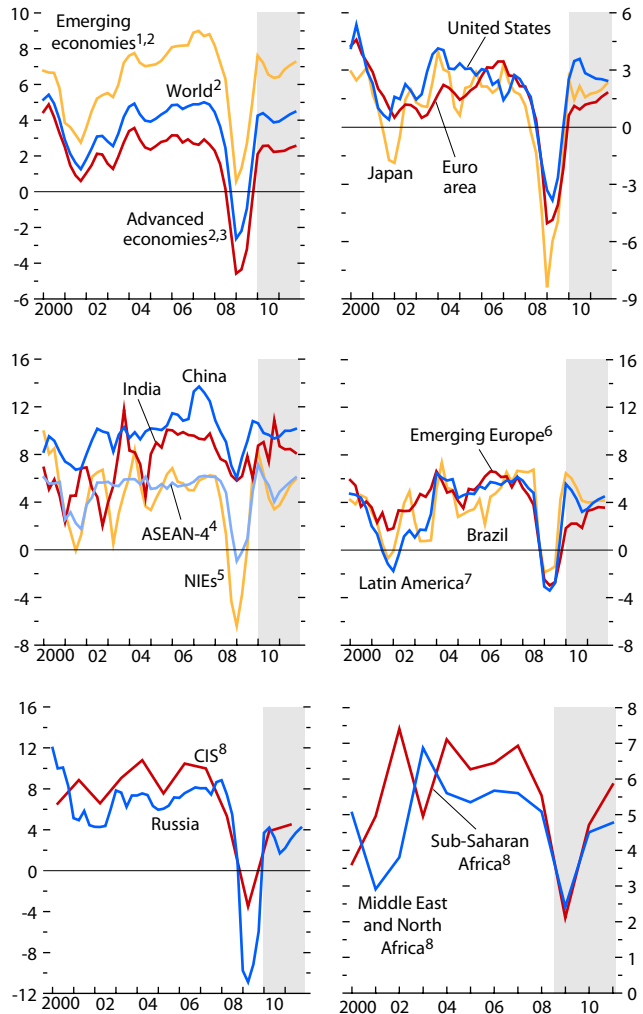 10
8
6
4
2
0
-2
-4
-6
Emerging
economies1,2
World2
Advanced
economies2,3
2000 02 04 06 08 10
6
3
0
-3
-6
-9
United States
Japan
Euro
area
2000 02 04 06 08 10
16
12
8
4
0
-4
-8
China
India
ASEAN-44
NIEs5
2000 02 04 06 08 10
16
12
8
4
0
-4
-8
Emerging Europe6
Brazil
Latin America7
2000 02 04 06 08 10
16
12
8
4
0
-4
-8
-12
CIS8
Russia
2000 02 04 06 08 10
8
7
6
5
4
3
2
1
0
Sub-Saharan
Africa8
Middle East
and North
Africa8
2000 02 04 06 08 10